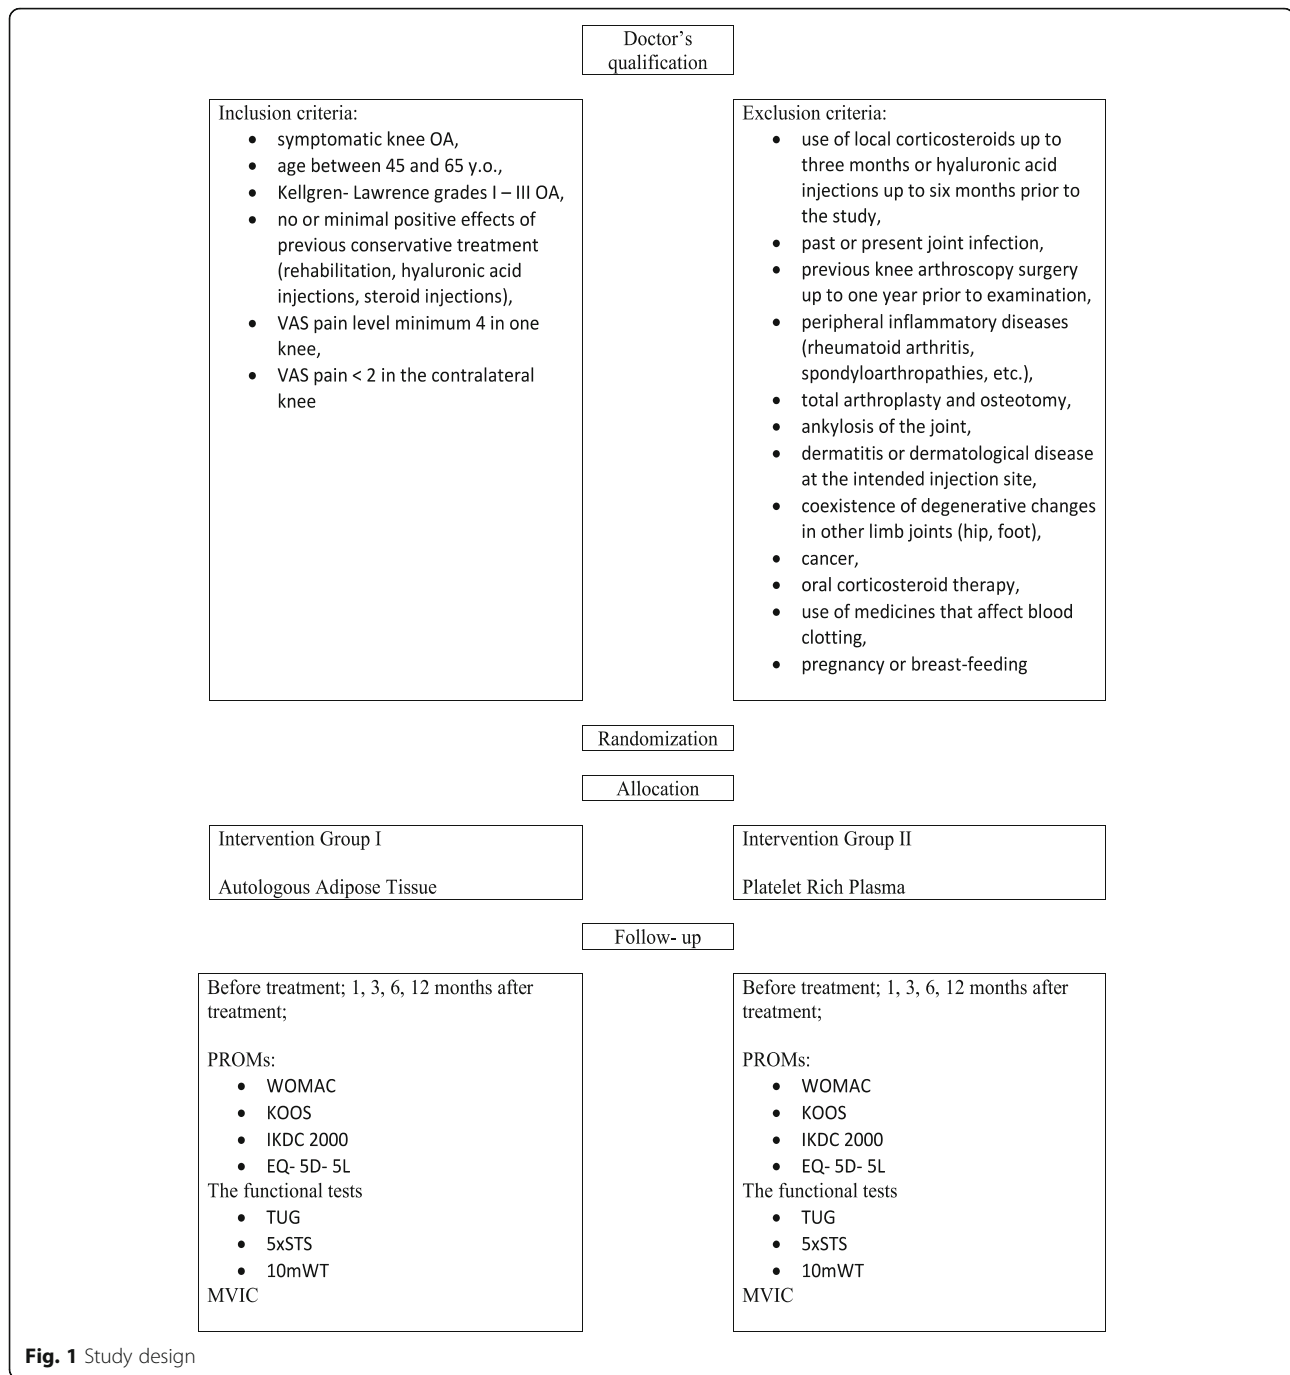 Doctor's
qualification
Inclusion criteria:
• symptomatic knee OA,
• age between 45 and 65 y.o.,
• Kellgren- Lawrence grades I – III OA,
• no or minimal positive effects of
previous conservative treatment
(rehabilitation, hyaluronic acid
injections, steroid injections),
• VAS pain level minimum 4 in one
knee,
• VAS pain < 2 in the contralateral
knee
Exclusion criteria:
• use of local corticosteroids up to
three months or hyaluronic acid
injections up to six months prior to
the study,
• past or present joint infection,
• previous knee arthroscopy surgery
up to one year prior to examination,
• peripheral inflammatory diseases
(rheumatoid arthritis,
spondyloarthropathies, etc.),
• total arthroplasty and osteotomy,
• ankylosis of the joint,
• dermatitis or dermatological disease
at the intended injection site,
• coexistence of degenerative changes
in other limb joints (hip, foot),
• cancer,
• oral corticosteroid therapy,
• use of medicines that affect blood
clotting,
• pregnancy or breast-feeding
Randomization
Allocation
Intervention Group I
Autologous Adipose Tissue
Intervention Group II
Platelet Rich Plasma
Follow- up
Before treatment; 1, 3, 6, 12 months after
treatment;
PROMs:
• WOMAC
• KOOS
• IKDC 2000
• EQ- 5D- 5L
The functional tests
• TUG
• 5xSTS
• 10mWT
MVIC
Before treatment; 1, 3, 6, 12 months after
treatment;
PROMs:
• WOMAC
• KOOS
• IKDC 2000
• EQ- 5D- 5L
The functional tests
• TUG
• 5xSTS
• 10mWT
MVIC
Fig. 1 Study design